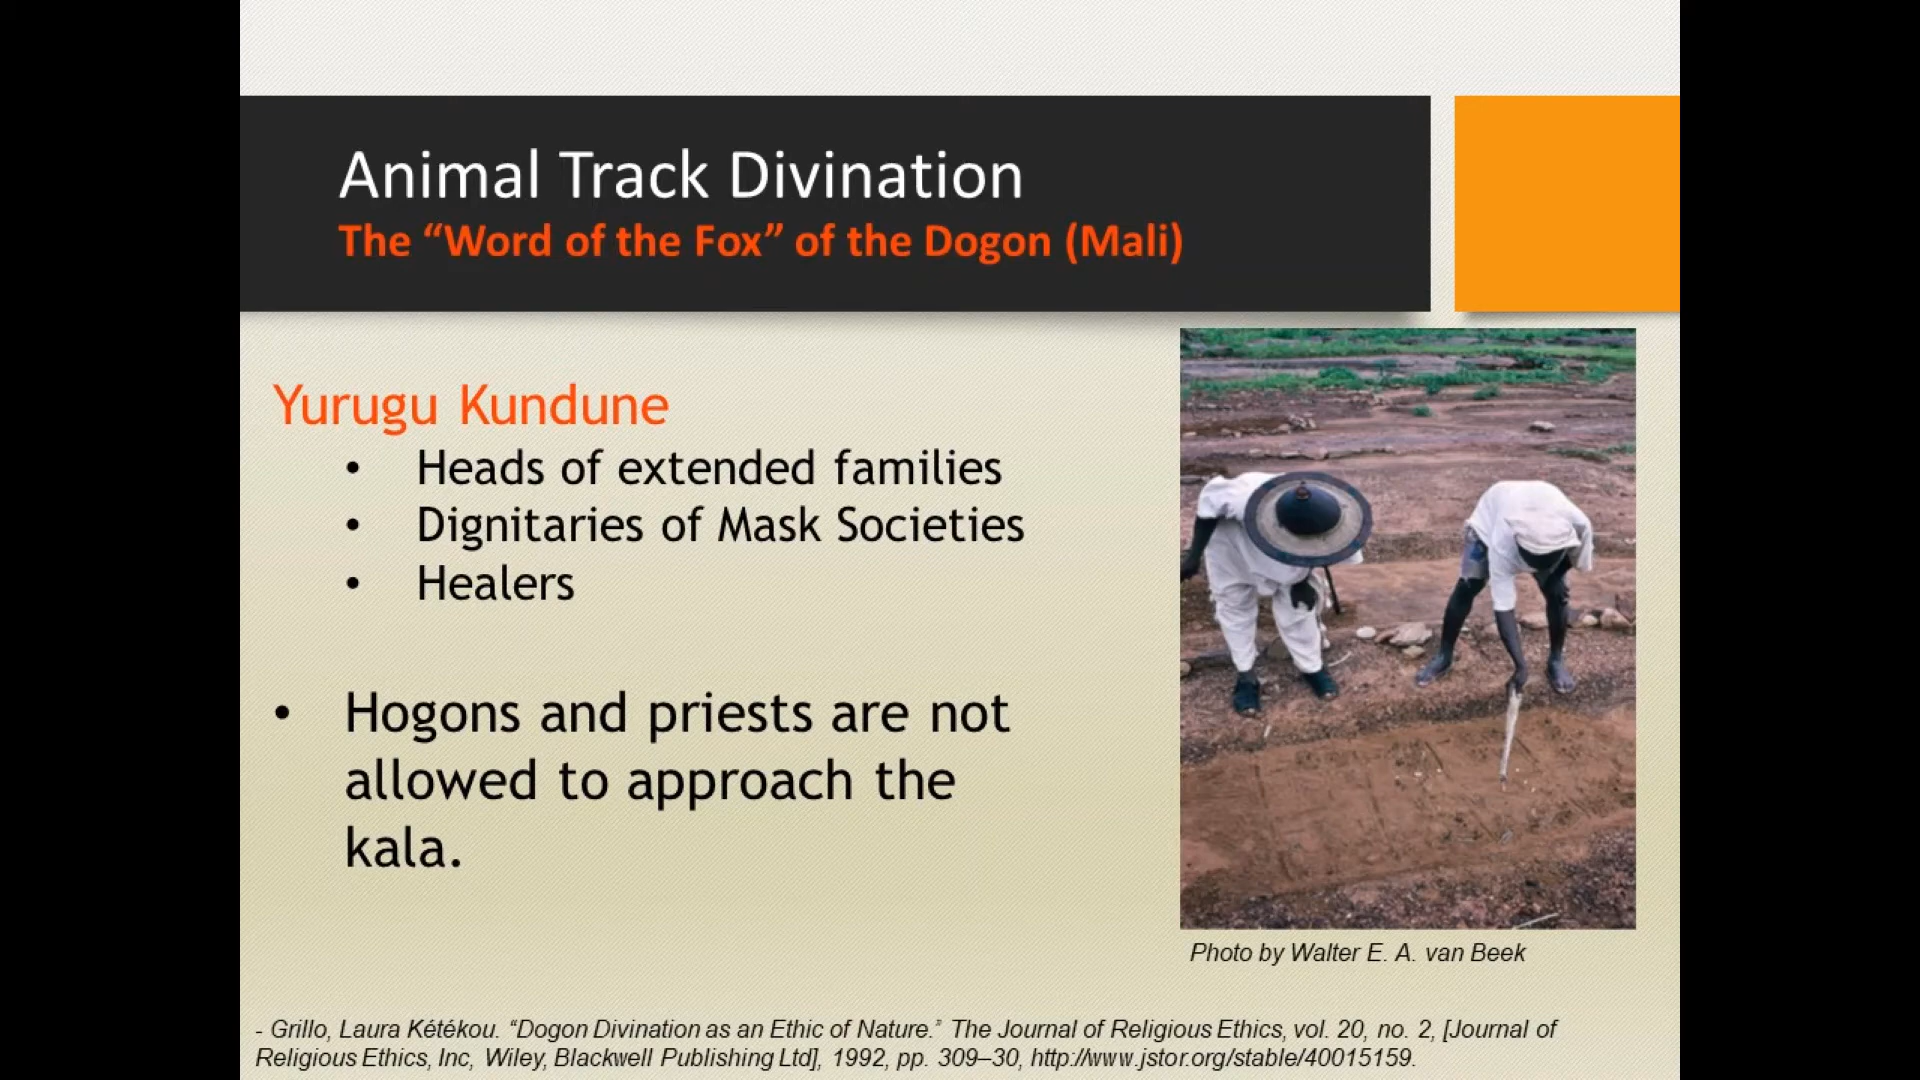 Animal Track Divination
The “Word of the Fox” of the Dogon (Mali)
Yurugu Kundune
• Heads of extended families
• Dignitaries of Mask Societies
• Healers
• Hogons and priests are not
allowed to approach the
kala.
Photo by Walter E. A. van Beek
- Grillo, Laura Kétékou. “Dogon Divination as an Ethic of Nature.” The Journal of Religious Ethics, vol. 20, no. 2, [Journal of
Religious Ethics, Inc, Wiley, Blackwell Publishing Ltd], 1992, pp. 309–30, http://www.jstor.org/stable/40015159.